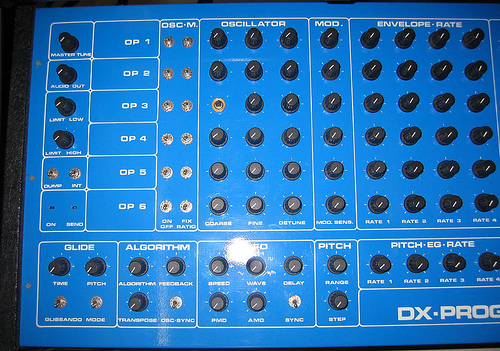 OSC-M. OSCILLATOR MOD. ENVELOPE-RATE
MASTER TUNE OP 1
AUDIO OUT OP 2
LIMIT LOW OP 3
LIMIT HIGH OP 4
DUMP INT OP 5
OP 6
ON SEND ON FIX COARSE FINE DETUNE MOD. SENS. RATE 1 RATE 2 RATE 3 RATE 4
OFF RATIO
GLIDE ALGORITHM PITCH PITCH-EG-RATE
TIME PITCH ALGORITHM FEEDBACK SPEED WAVE DELAY RANGE RATE 1 RATE 2 RATE 3 RATE 4
GLISSANDO MODE TRANSPOSE OSC-SYNC PMD AMD SYNC STEP
DX-PROG